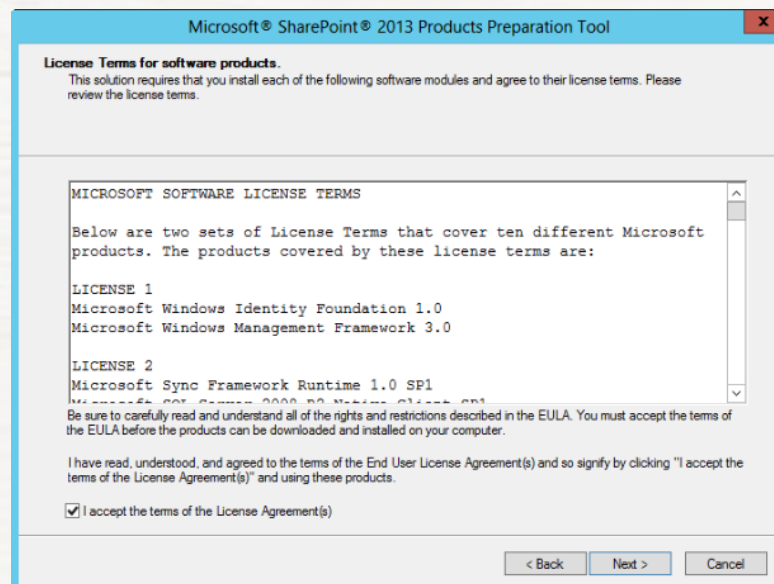 Microsoft® SharePoint® 2013 Products Preparation Tool
x
License Terms for software products.
This solution requires that you install each of the following software modules and agree to their license terms. Please
review the license terms.
MICROSOFT SOFTWARE LICENSE TERMS
Below are two sets of License Terms that cover ten different Microsoft
products. The products covered by these license terms are:
LICENSE 1
Microsoft Windows Identity Foundation 1.0
Microsoft Windows Management Framework 3.0
LICENSE 2
Microsoft Sync Framework Runtime 1.0 SP1
Microsoft SQL Server 2008 R2 Native Client SP1
Be sure to carefully read and understand all of the rights and restrictions described in the EULA. You must accept the terms of
the EULA before the products can be downloaded and installed on your computer.
I have read, understood, and agreed to the terms of the End User License Agreement(s) and so signify by clicking "I accept the
terms of the License Agreement(s)" and using these products.
I accept the terms of the License Agreement(s)
< Back Next > Cancel